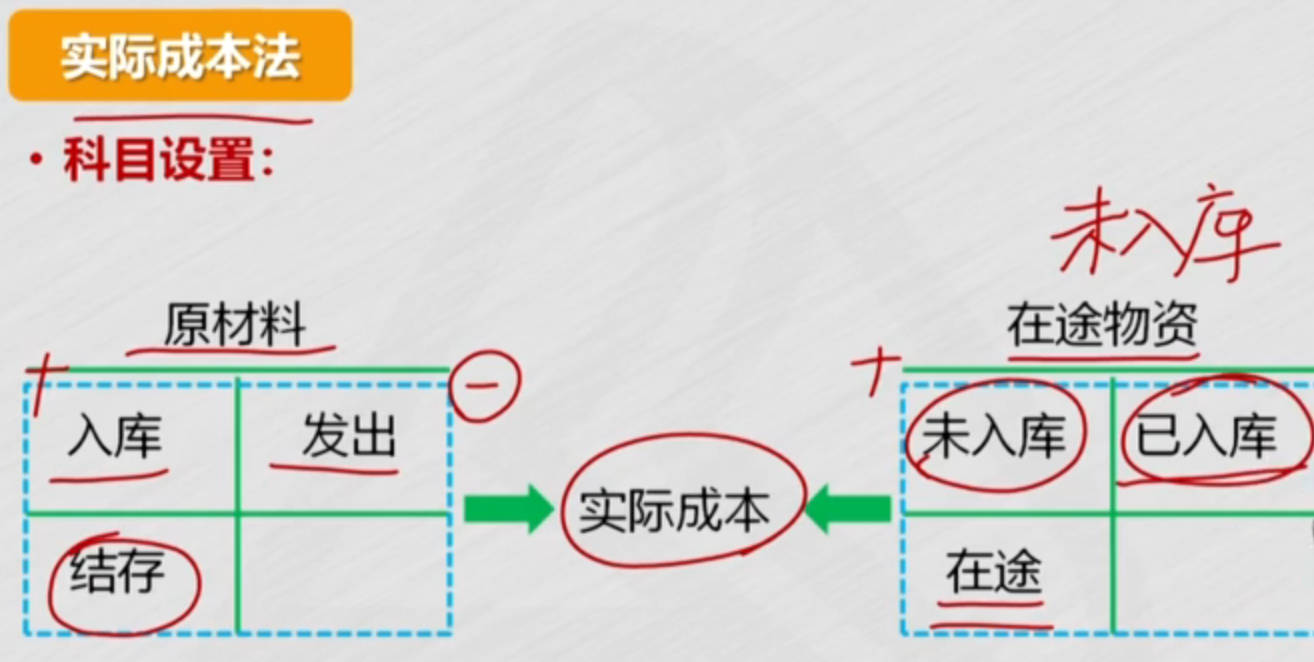 实际成本法
• 科目设置：
未入库
原材料
在途物资
+
−
+
入库
发出
未入库
已入库
实际成本
结存
在途